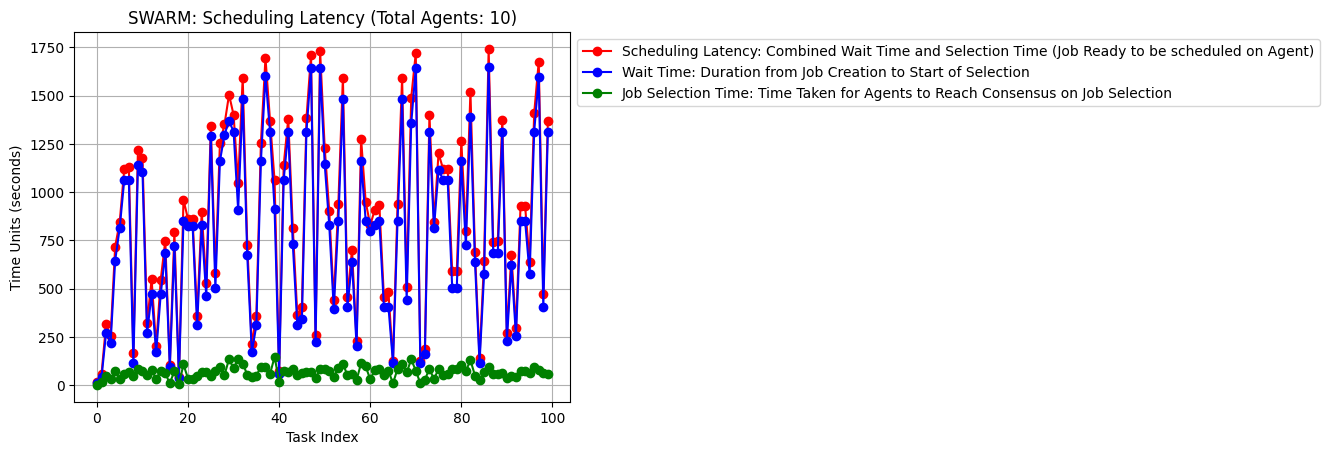 SWARM: Scheduling Latency (Total Agents: 10)
Scheduling Latency: Combined Wait Time and Selection Time (Job Ready to be scheduled on Agent)
Wait Time: Duration from Job Creation to Start of Selection
Job Selection Time: Time Taken for Agents to Reach Consensus on Job Selection
Time Units (seconds)
1750
1500
1250
1000
750
500
250
0
0 20 40 60 80 100
Task Index